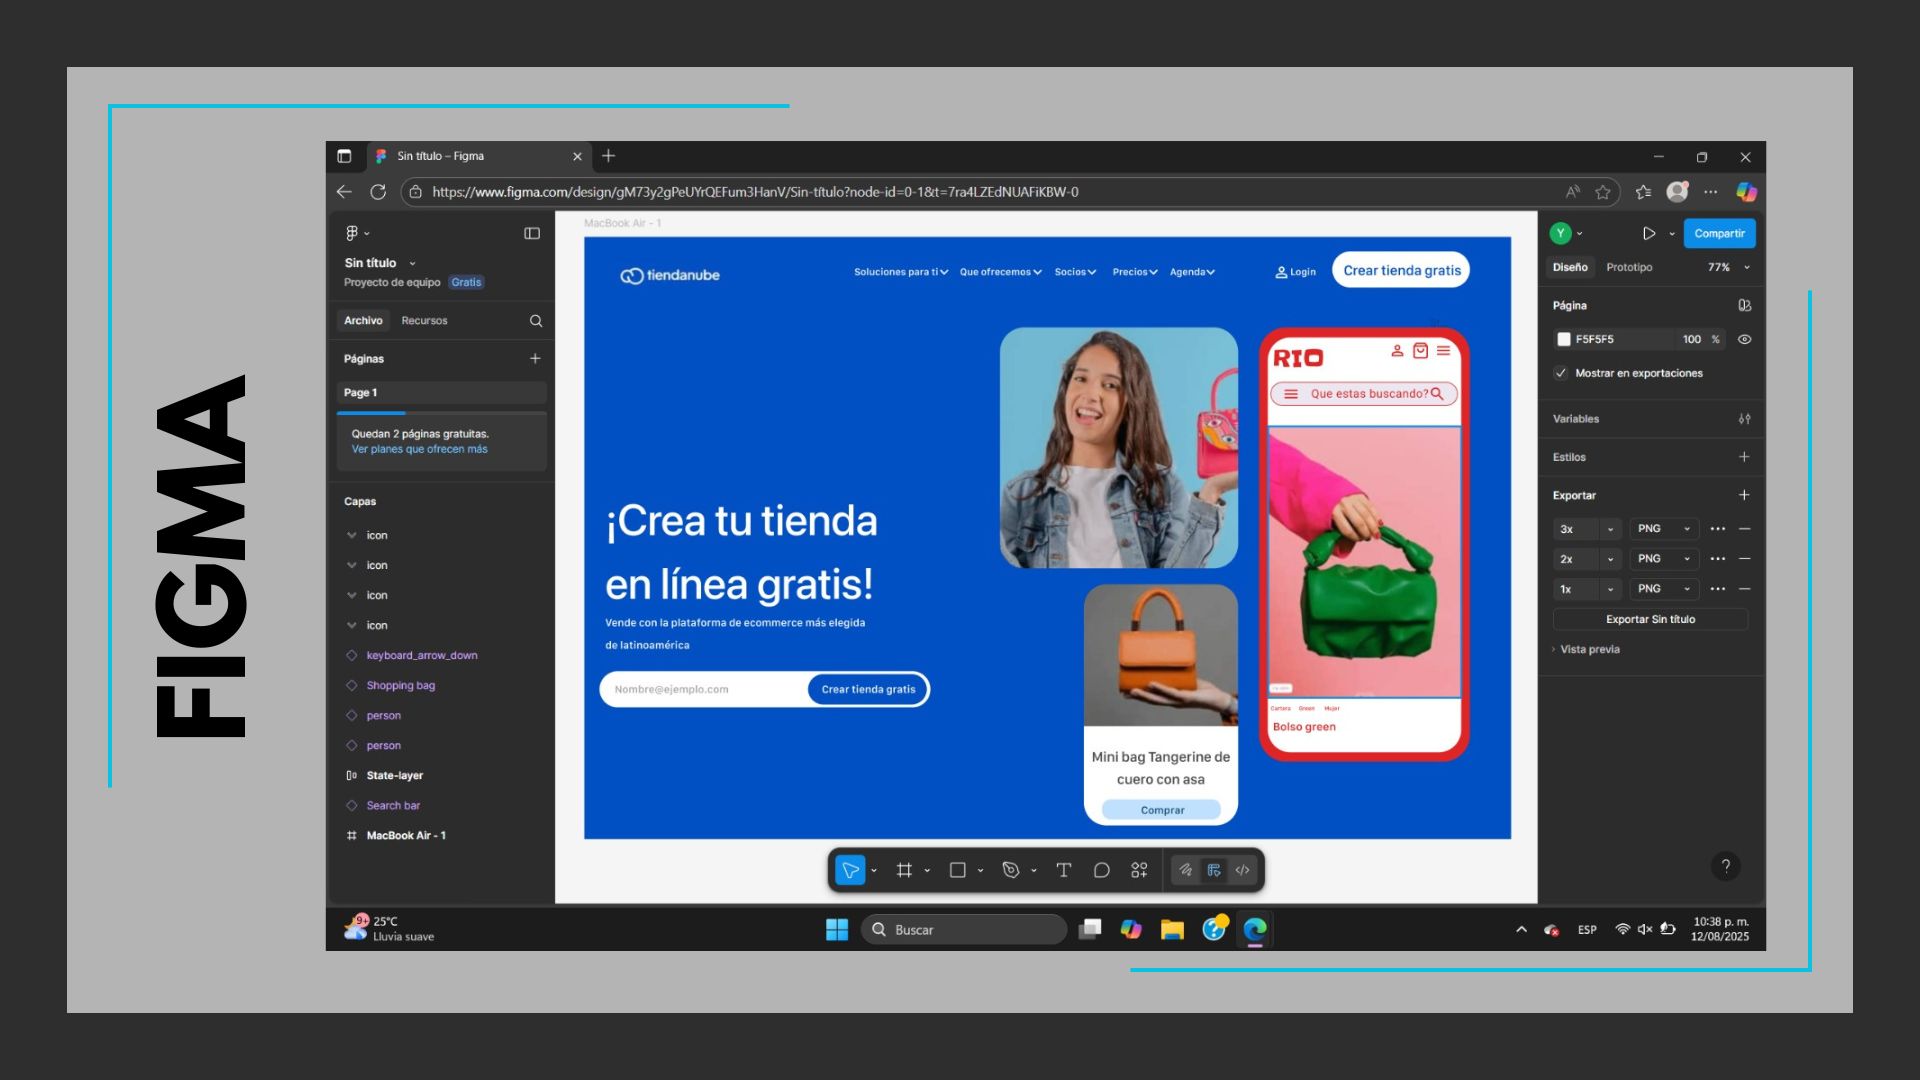 FIGMA
Sin título – Figma
https://www.figma.com/design/gM73y2gPeUYrQEFum3HanV/Sin-título?node-id=0-1&t=7ra4LZEdNUAFiKBW-0
Sin título
Proyecto de equipo Gratis
Archivo Recursos
Páginas
Page 1
Quedan 2 páginas gratuitas.
Ver planes que ofrecen más
Capas
icon
icon
icon
icon
keyboard_arrow_down
Shopping bag
person
person
State-layer
Search bar
MacBook Air - 1
MacBook Air - 1
tiendanube
Soluciones para ti Que ofrecemos Socios Precios Agenda Login Crear tienda gratis
¡Crea tu tienda
en línea gratis!
Vende con la plataforma de ecommerce más elegida
de latinoamérica
Nombre@ejemplo.com Crear tienda gratis
Mini bag Tangerine de
cuero con asa
Comprar
RIO
Que estas buscando?
Cartera Green Mujer
Bolso green
Y Compartir
Diseño Prototipo 77%
Página
F5F5F5 100 %
Mostrar en exportaciones
Variables
Estilos
Exportar
3x PNG
2x PNG
1x PNG
Exportar Sin título
Vista previa
?
9+ 25°C
Lluvia suave
Buscar
ESP
10:38 p. m.
12/08/2025